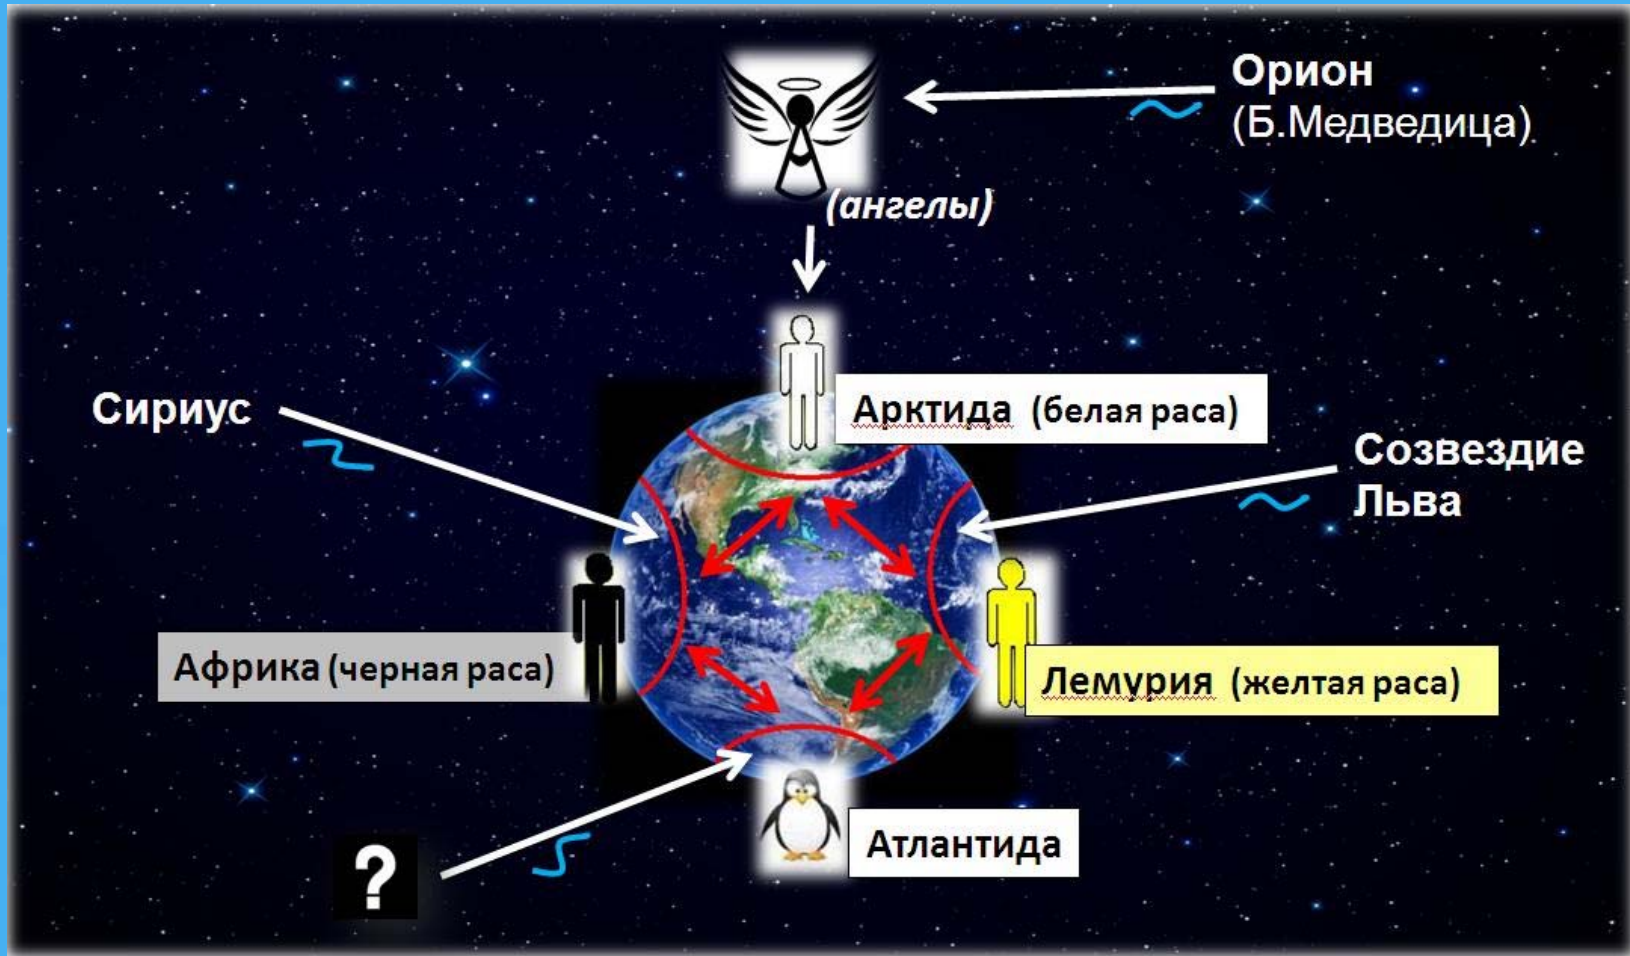 Орион
(Б.Медведица)
(ангелы)
Сириус
Арктида (белая раса)
Созвездие
Льва
Африка (черная раса)
Лемурия (желтая раса)
Атлантида
?